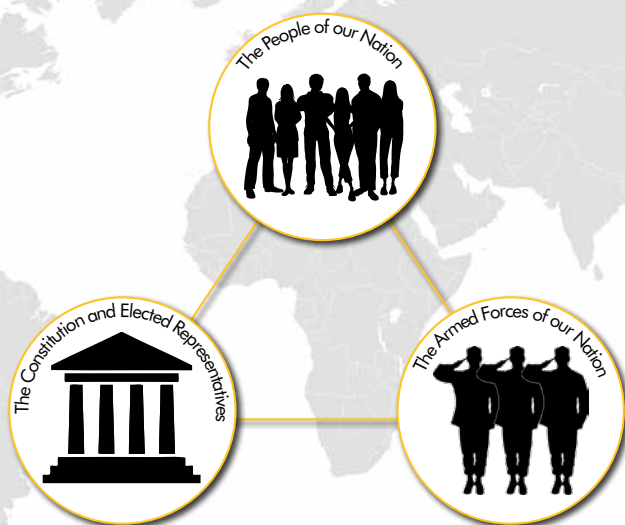 The People of our Nation
The Constitution and Elected Representatives
The Armed Forces of our Nation